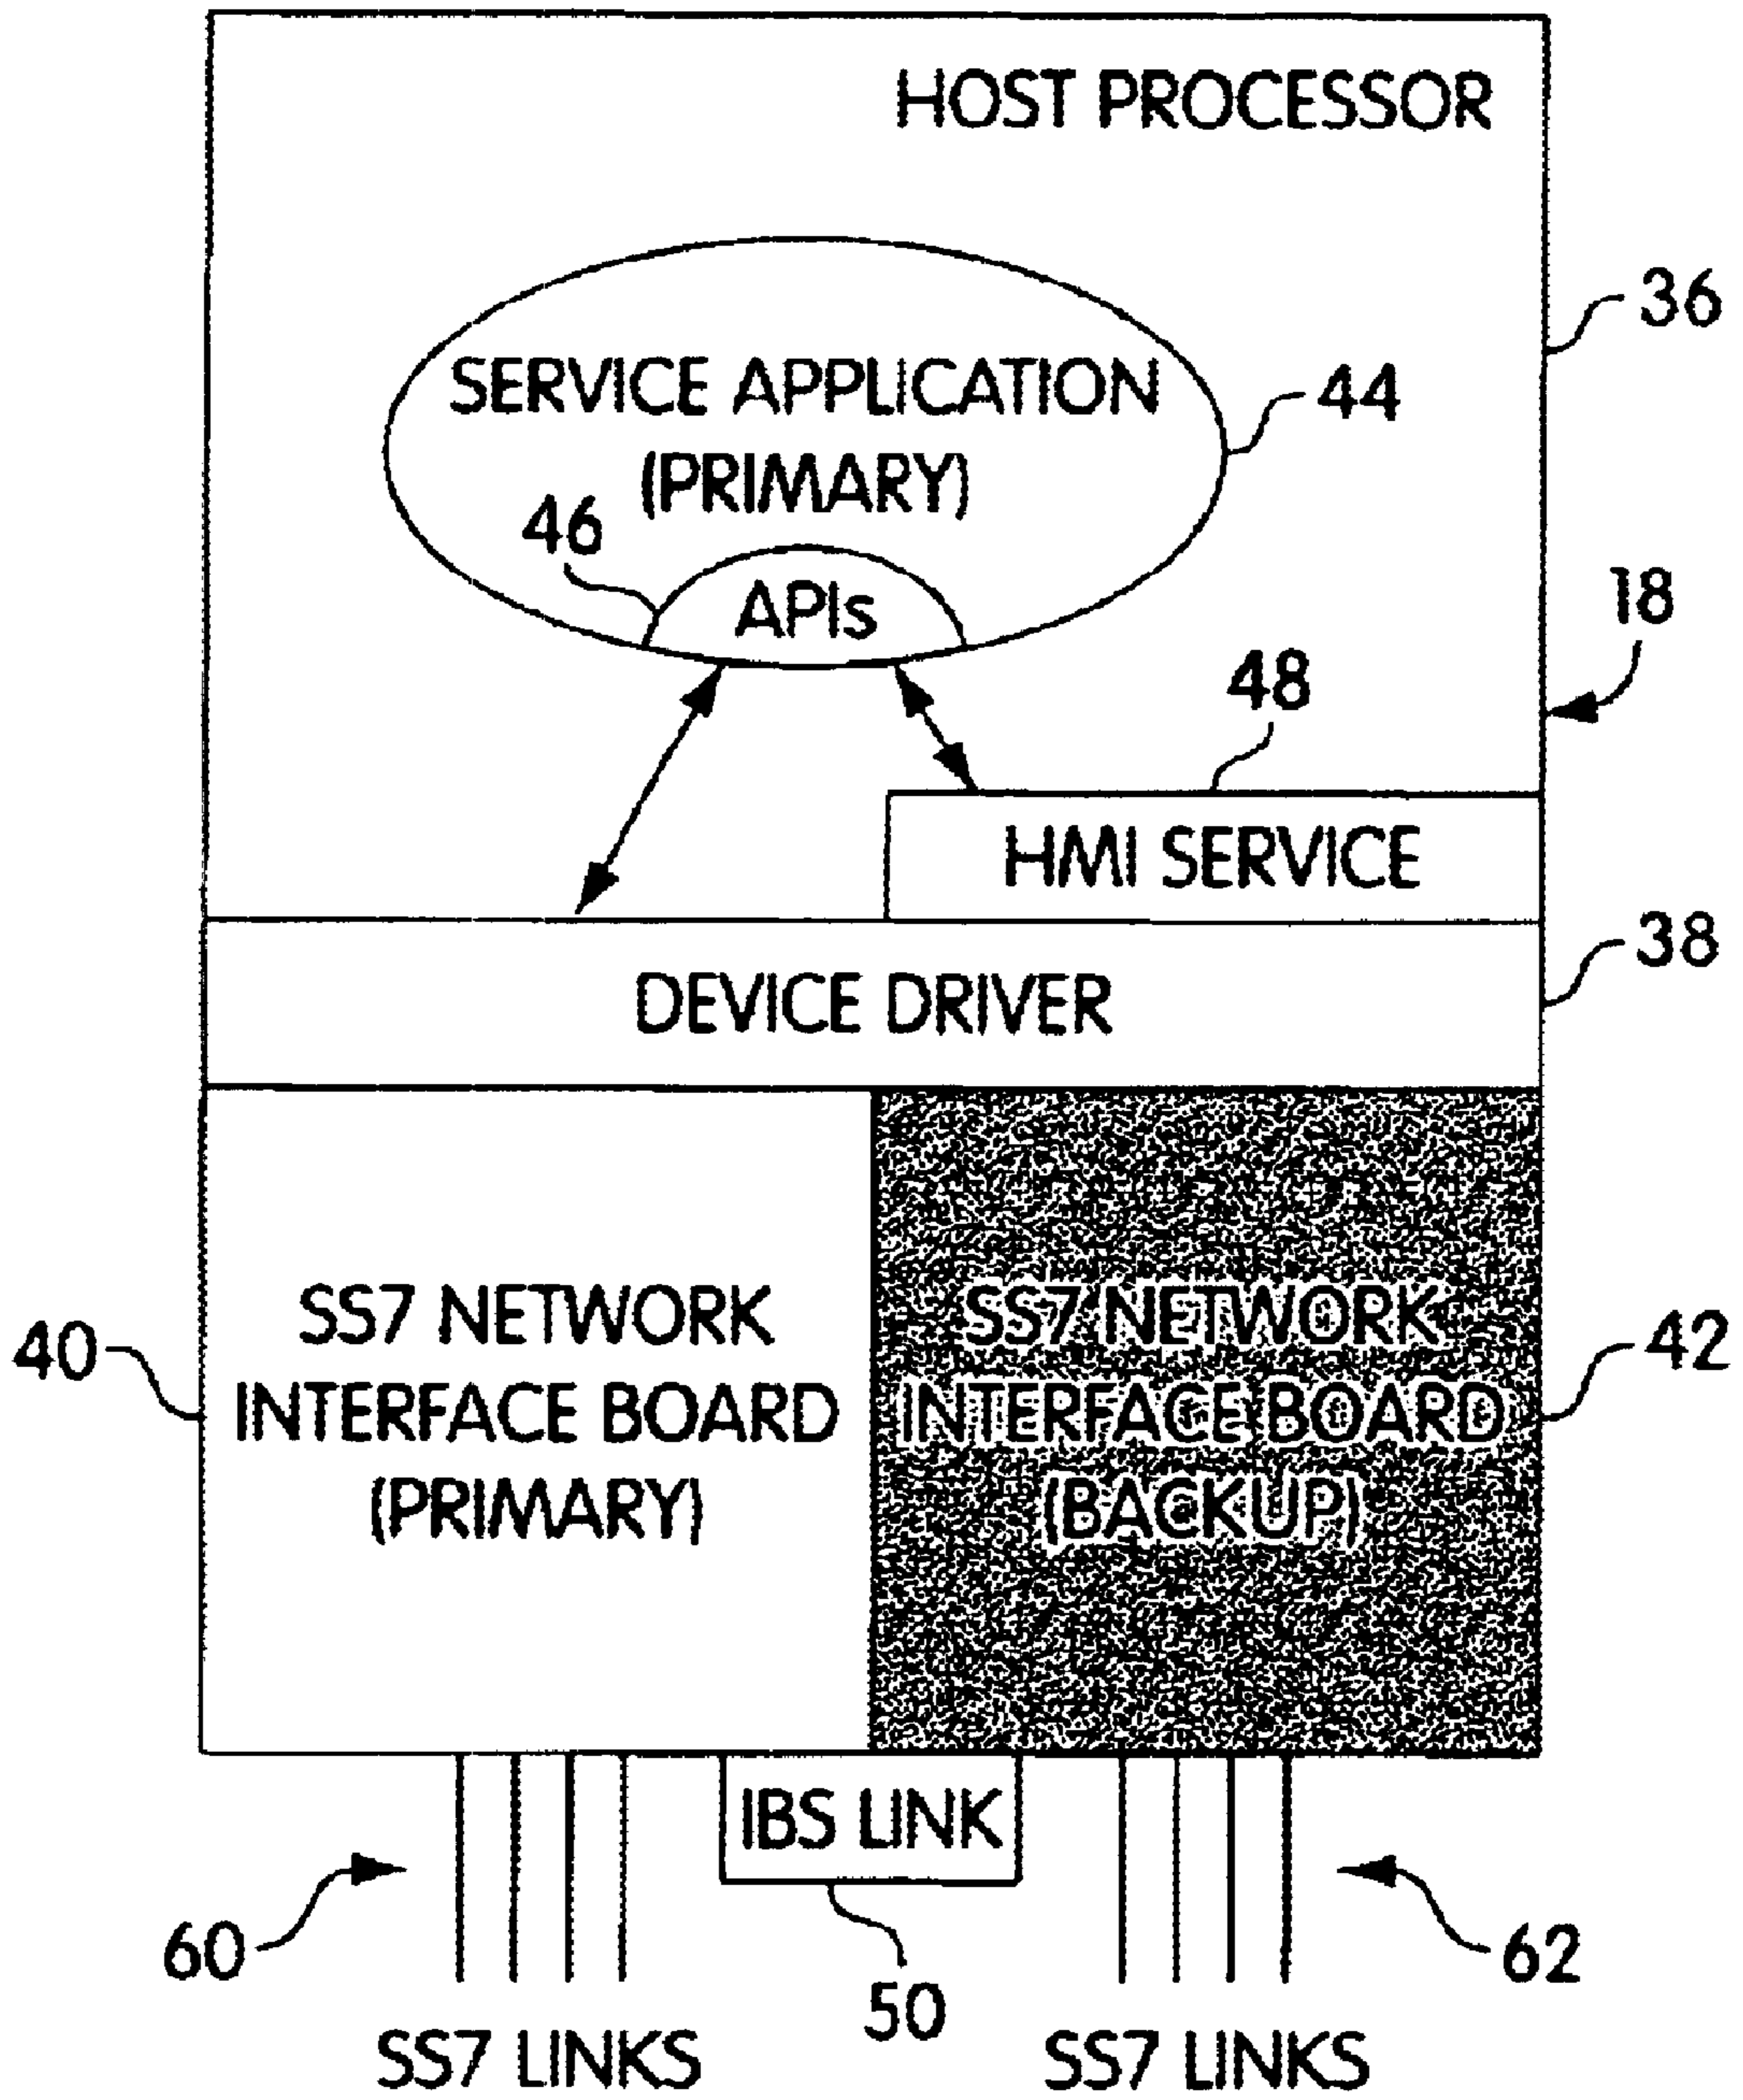 HOST PROCESSOR
36
SERVICE APPLICATION
(PRIMARY)
44
46
APIs
18
48
HMI SERVICE
38
DEVICE DRIVER
SS7 NETWORK
INTERFACE BOARD
(PRIMARY)
40
SS7 NETWORK
INTERFACE BOARD
(BACKUP)
42
IBS LINK
60
50
62
SS7 LINKS
SS7 LINKS